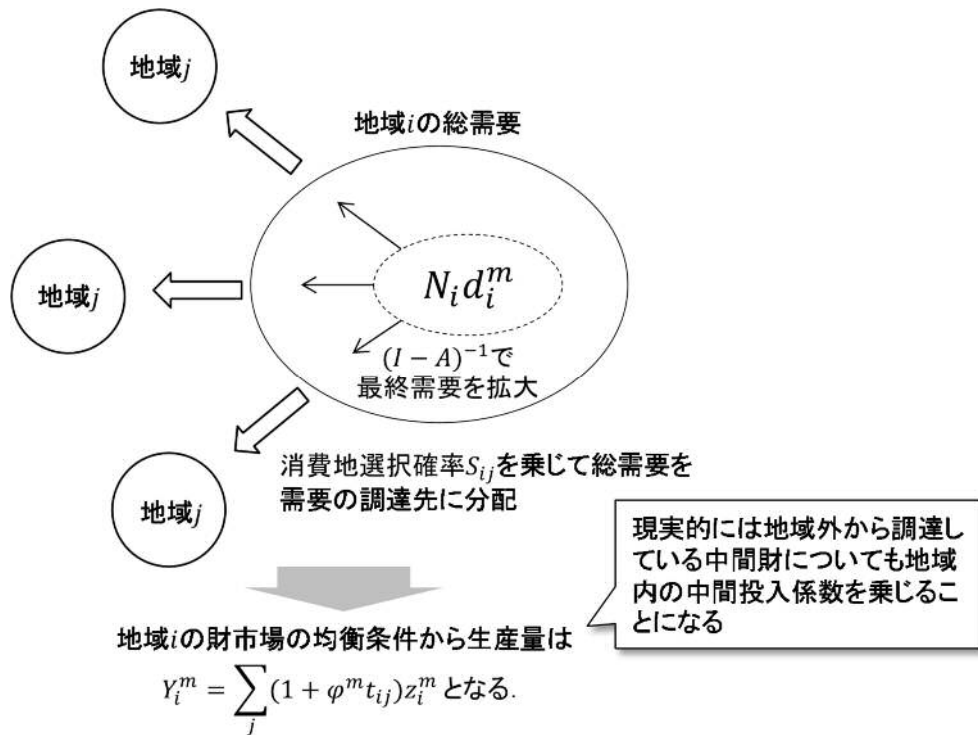 地域j
地域iの総需要
地域j
N_i d_i^m
(I − A)^{−1}で
最終需要を拡大
地域j
消費地選択確率S_{ij}を乗じて総需要を
需要の調達先に分配
現実的には地域外から調達し
ている中間財についても地域
内の中間投入係数を乗じるこ
とになる
地域iの財市場の均衡条件から生産量は
Y_i^m = ∑_j (1 + φ^m t_{ij}) z_i^m となる.